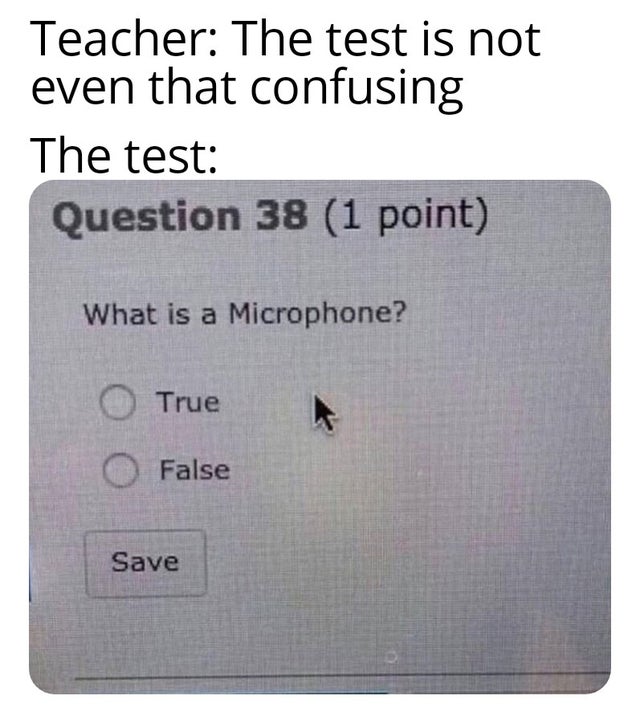 Teacher: The test is not
even that confusing
The test:
Question 38 (1 point)
What is a Microphone?
True
False
Save